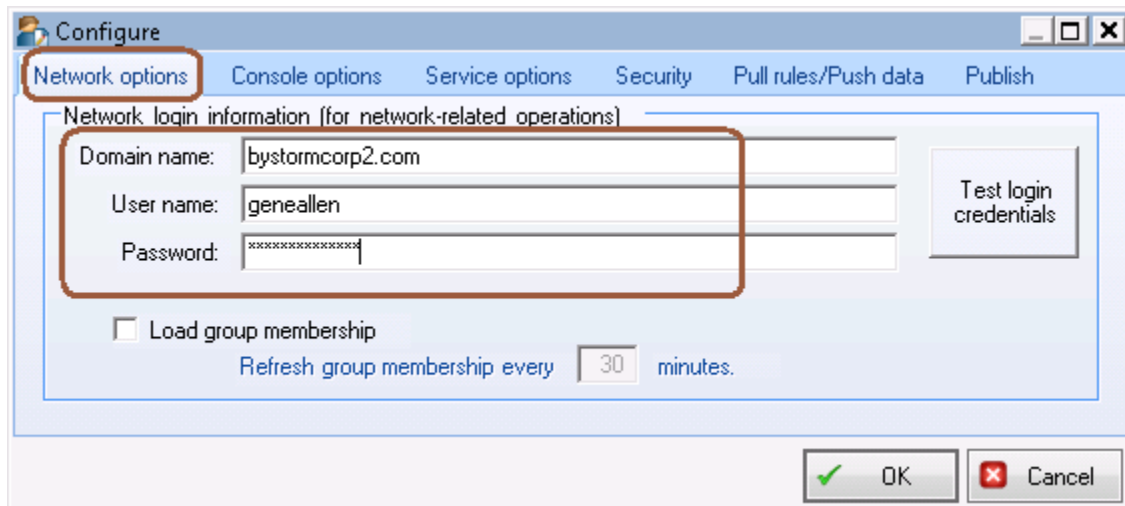 Configure
Network options Console options Service options Security Pull rules/Push data Publish
Network login information (for network-related operations)
Domain name: bystormcorp2.com
User name: geneallen
Test login
credentials
Password: **************
Load group membership
Refresh group membership every 30 minutes.
OK Cancel